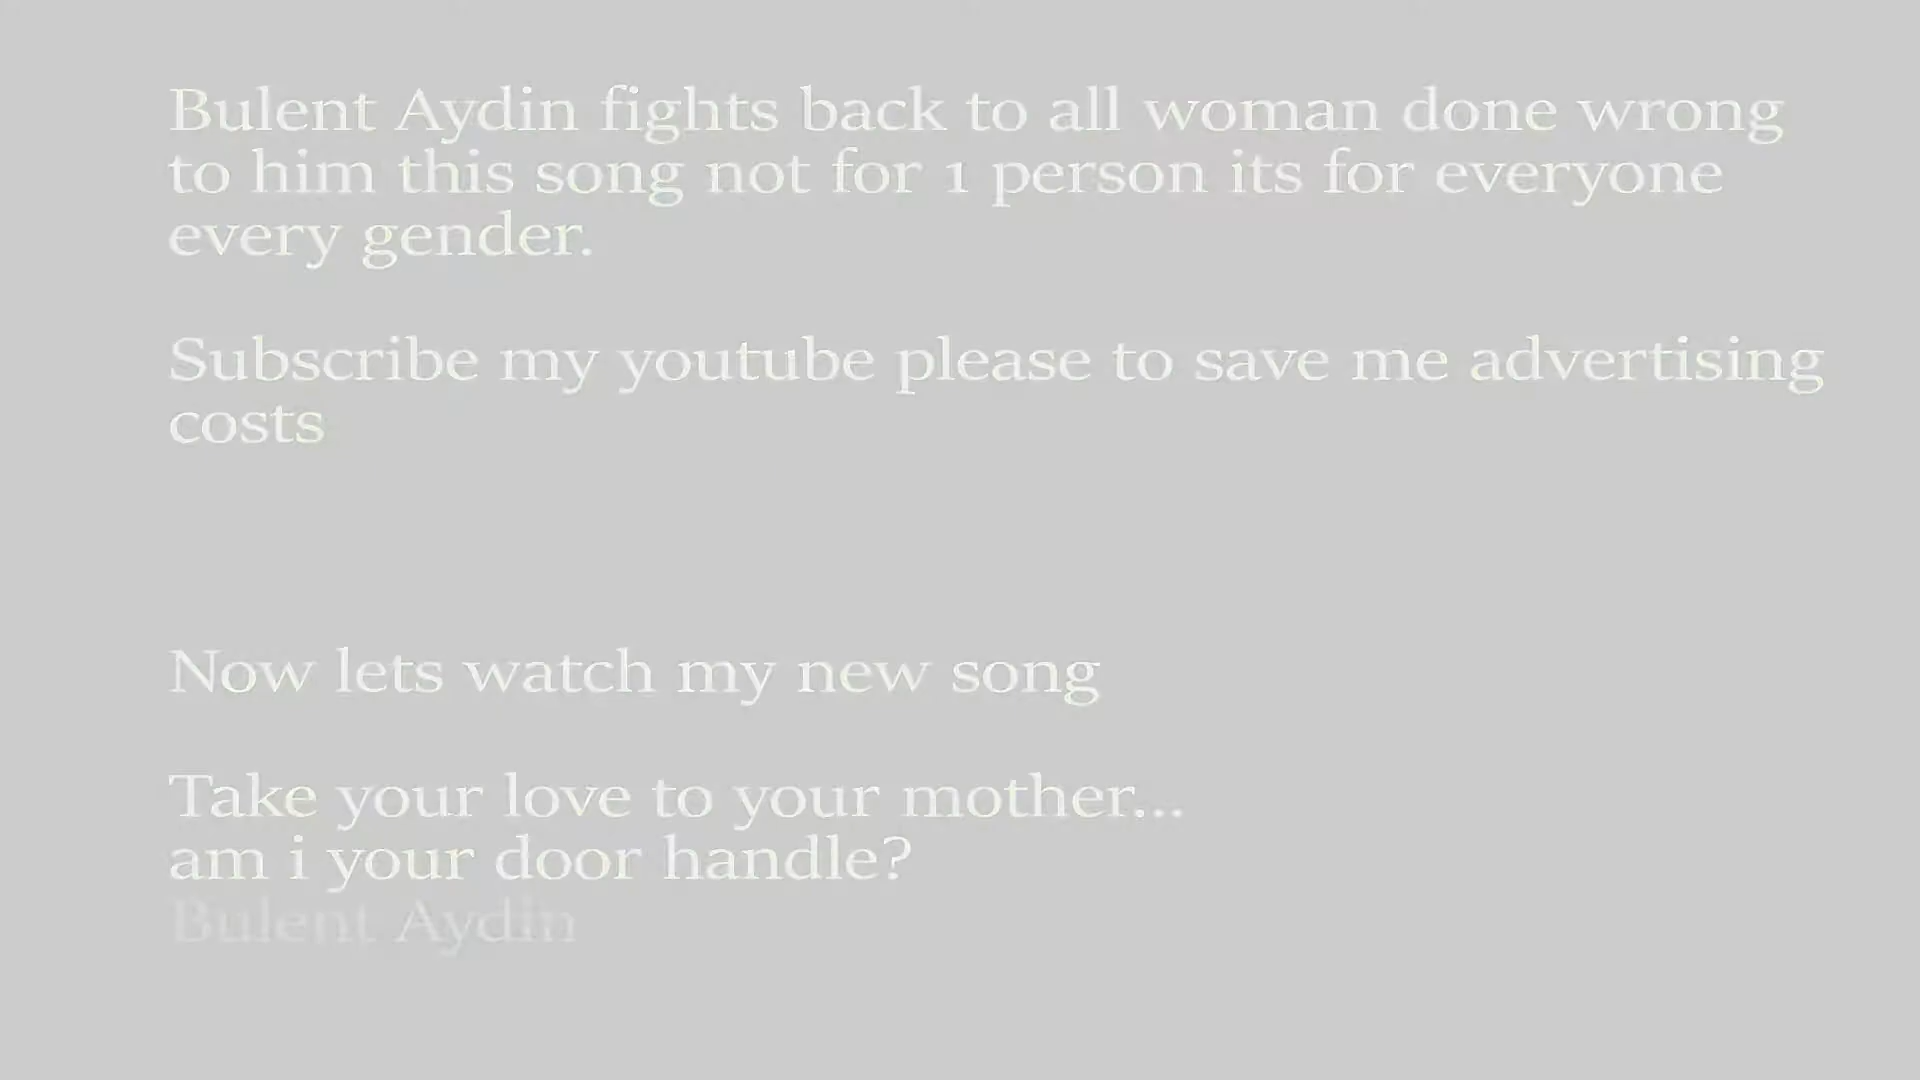 Bulent Aydin fights back to all woman done wrong
to him this song not for 1 person its for everyone
every gender.
Subscribe my youtube please to save me advertising
costs
Now lets watch my new song
Take your love to your mother...
am i your door handle?
Bulent Aydin